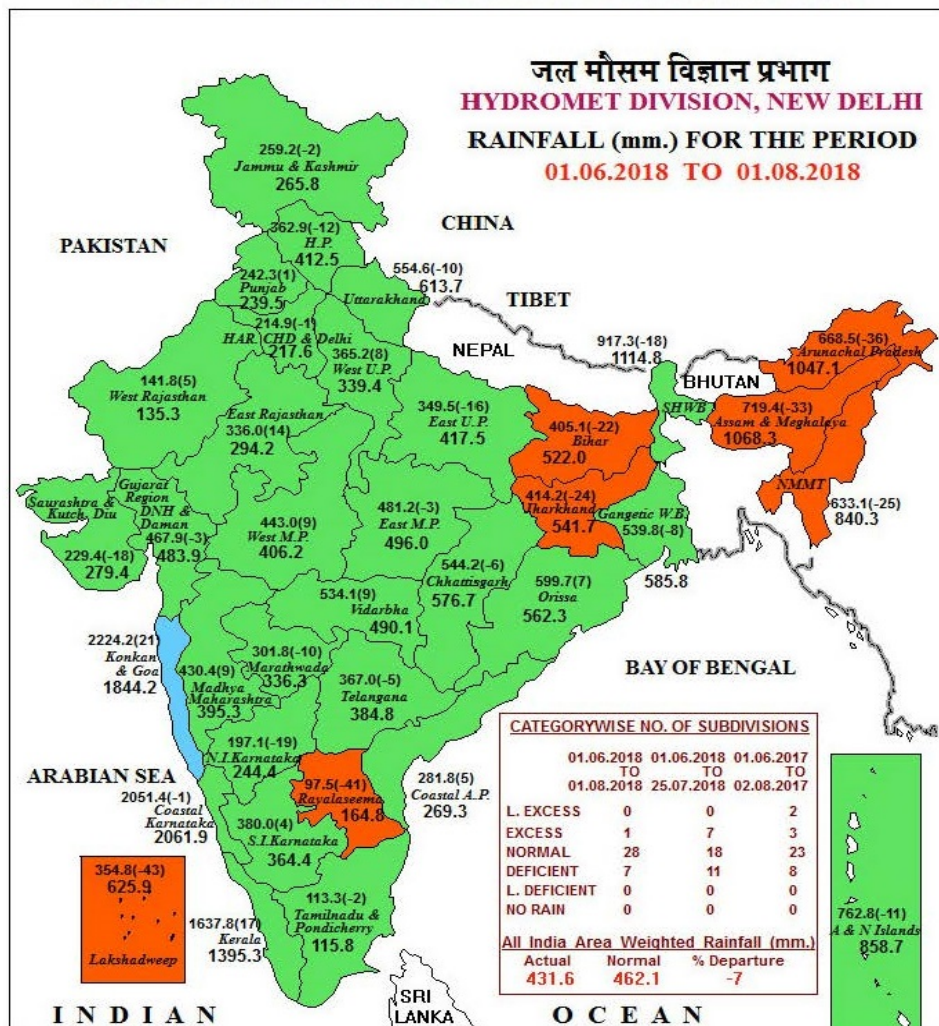 जल मौसम विज्ञान प्रभाग
HYDROMET DIVISION, NEW DELHI
RAINFALL (mm.) FOR THE PERIOD
01.06.2018 TO 01.08.2018
259.2(-2)
Jammu & Kashmir
265.8
CHINA
PAKISTAN
362.9(-12)
H.P.
412.5
242.3(1)
Punjab
239.5
554.6(-10)
613.7
Uttarakhand
TIBET
214.9(-1)
HAR. CHD & Delhi
217.6
NEPAL
365.2(8)
West U.P.
339.4
917.3(-18)
1114.8
BHUTAN
SHWB
668.5(-36)
Arunachal Pradesh
1047.1
141.8(5)
West Rajasthan
135.3
East Rajasthan
336.0(14)
294.2
349.5(-16)
East U.P.
417.5
405.1(-22)
Bihar
522.0
719.4(-33)
Assam & Meghalaya
1068.3
NMMT
633.1(-25)
840.3
414.2(-24)
Jharkhand
541.7
Gangetic W.B.
539.8(-8)
585.8
Saurashtra &
Kutch, Diu
229.4(-18)
279.4
Gujarat
Region
DNH &
Daman
467.9(-3)
483.9
443.0(9)
West M.P.
406.2
481.2(-3)
East M.P.
496.0
544.2(-6)
Chhattisgarh
576.7
599.7(7)
Orissa
562.3
534.1(9)
Vidarbha
490.1
2224.2(21)
Konkan
& Goa
1844.2
430.4(9)
Madhya
Maharashtra
395.3
301.8(-10)
Marathwada
336.3
367.0(-5)
Telangana
384.8
BAY OF BENGAL
197.1(-19)
N.I.Karnataka
244.4
97.5(-41)
Rayalaseema
164.8
281.8(5)
Coastal A.P.
269.3
ARABIAN SEA
2051.4(-1)
Coastal
Karnataka
2061.9
380.0(4)
S.I.Karnataka
364.4
354.8(-43)
625.9
Lakshadweep
1637.8(17)
Kerala
1395.3
113.3(-2)
Tamilnadu &
Pondicherry
115.8
CATEGORYWISE NO. OF SUBDIVISIONS
01.06.2018 01.06.2018 01.06.2017
TO TO TO
01.08.2018 25.07.2018 02.08.2017
L. EXCESS 0 0 2
EXCESS 1 7 3
NORMAL 28 18 23
DEFICIENT 7 11 8
L. DEFICIENT 0 0 0
NO RAIN 0 0 0
All India Area Weighted Rainfall (mm.)
Actual Normal % Departure
431.6 462.1 -7
762.8(-11)
A & N Islands
858.7
SRI
LANKA
INDIAN OCEAN